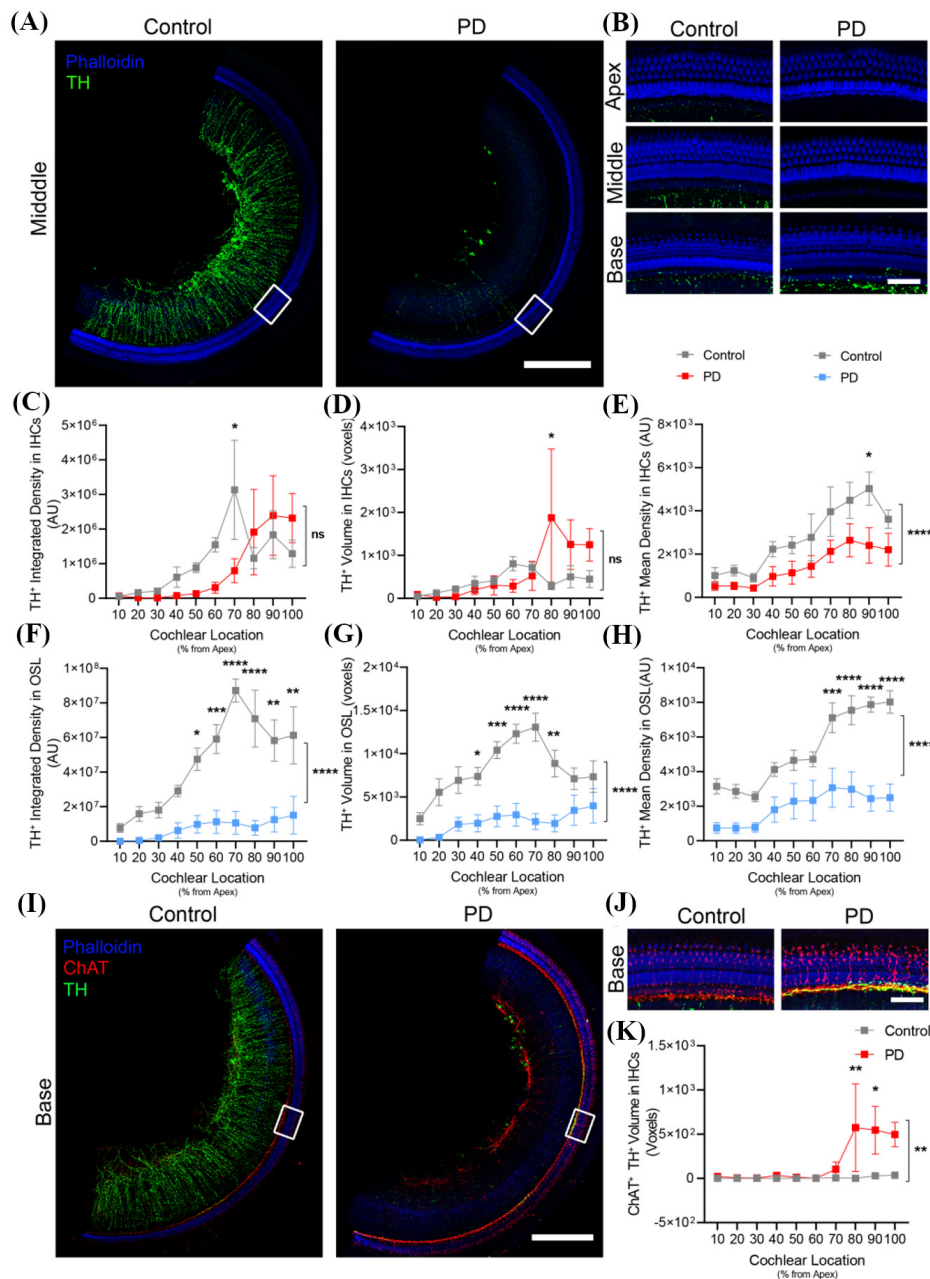 (A)
Control
PD
Phalloidin
TH
Midddle
(B)
Control
PD
Apex
Middle
Base
Control
PD
Control
PD
(C)
TH⁺ Integrated Density in IHCs
(AU)
5×10⁶
4×10⁶
3×10⁶
2×10⁶
1×10⁶
0
*
ns
10 20 30 40 50 60 70 80 90 100
Cochlear Location
(% from Apex)
(D)
TH⁺ Volume in IHCs (voxels)
4×10³
3×10³
2×10³
1×10³
0
*
ns
10 20 30 40 50 60 70 80 90 100
Cochlear Location
(% from Apex)
(E)
TH⁺ Mean Density in IHCs (AU)
8×10³
6×10³
4×10³
2×10³
0
*
****
10 20 30 40 50 60 70 80 90 100
Cochlear Location
(% from Apex)
(F)
TH⁺ Integrated Density in OSL
(AU)
1×10⁸
8×10⁷
6×10⁷
4×10⁷
2×10⁷
0
* *** **** **** ** **
****
10 20 30 40 50 60 70 80 90 100
Cochlear Location
(% from Apex)
(G)
TH⁺ Volume in OSL (voxels)
2×10⁴
1.5×10⁴
1×10⁴
5×10³
0
* *** **** **** **
****
10 20 30 40 50 60 70 80 90 100
Cochlear Location
(% from Apex)
(H)
TH⁺ Mean Density in OSL(AU)
1×10⁴
8×10³
6×10³
4×10³
2×10³
0
*** **** **** ****
****
10 20 30 40 50 60 70 80 90 100
Cochlear Location
(% from Apex)
(I)
Control
PD
Phalloidin
ChAT
TH
Base
(J)
Control
PD
Base
(K)
Control
PD
ChAT⁺ TH⁺ Volume in IHCs
(Voxels)
1.5×10³
1×10³
5×10²
0
-5×10²
** *
**
10 20 30 40 50 60 70 80 90 100
Cochlear Location
(% from Apex)